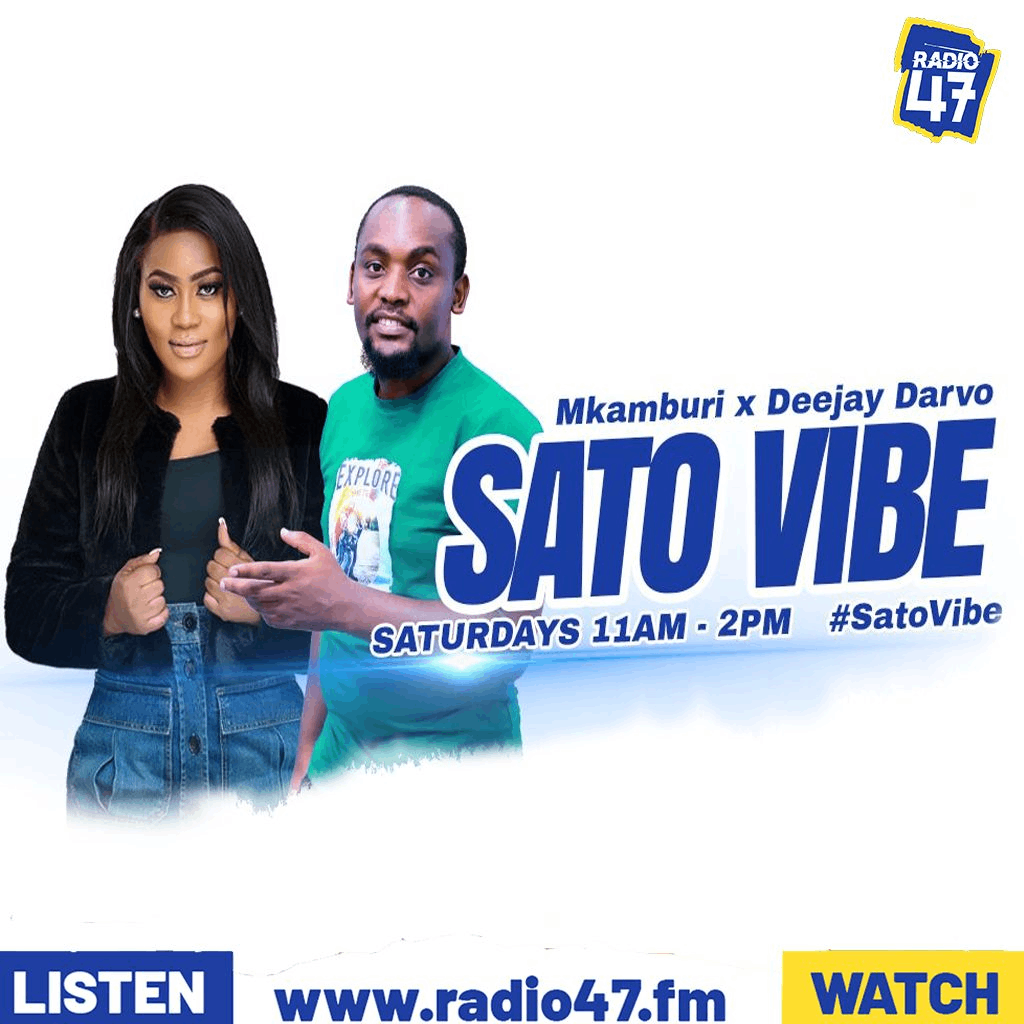 RADIO
47
EXPLORE
Mkamburi x Deejay Darvo
SATO VIBE
SATURDAYS 11AM - 2PM #SatoVibe
LISTEN
www.radio47.fm
WATCH